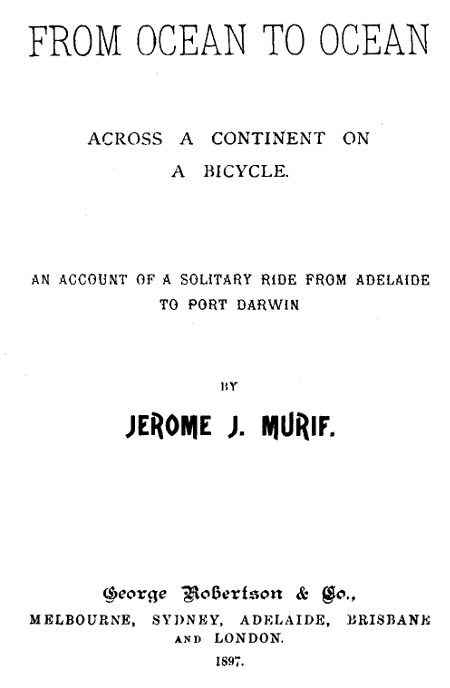 FROM OCEAN TO OCEAN
ACROSS A CONTINENT ON
A BICYCLE.
AN ACCOUNT OF A SOLITARY RIDE FROM ADELAIDE
TO PORT DARWIN
BY
JEROME J. MURIF.
George Robertson & Co.,
MELBOURNE, SYDNEY, ADELAIDE, BRISBANE
AND LONDON.
1897.